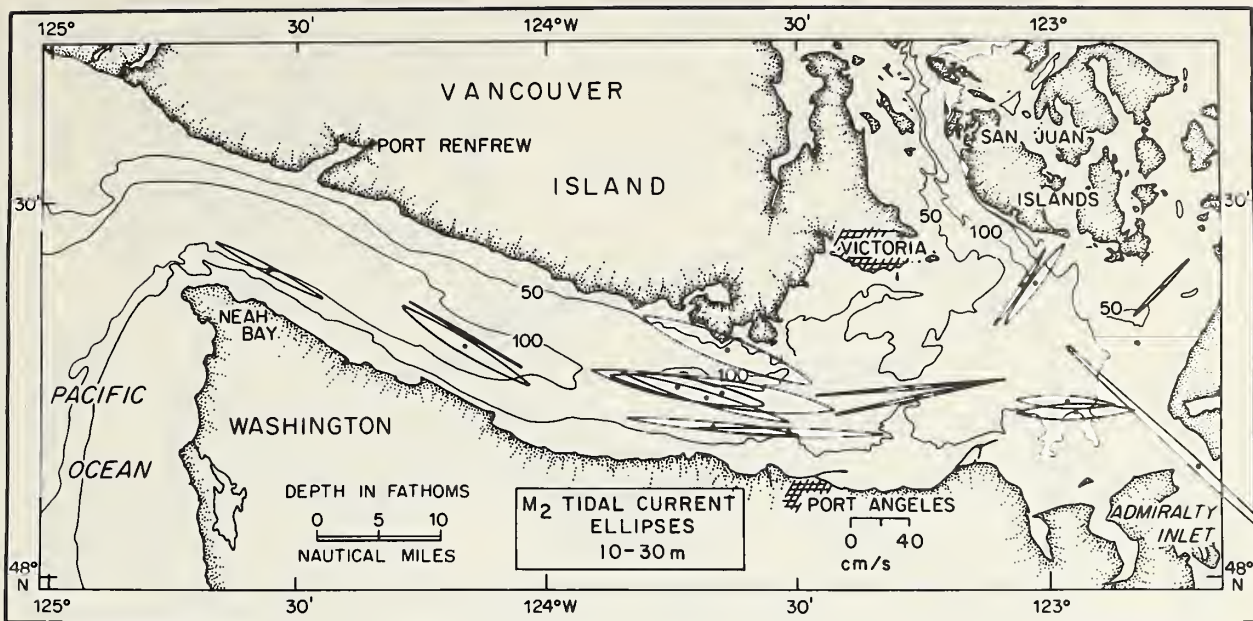 125° 30' 124°W 30' 123°
VANCOUVER
ISLAND
PORT RENFREW
SAN JUAN
ISLANDS
30' 30'
50
100
VICTORIA
50
50
100
100
NEAH
BAY
PACIFIC
OCEAN
WASHINGTON
DEPTH IN FATHOMS
0 5 10
NAUTICAL MILES
M₂ TIDAL CURRENT
ELLIPSES
10-30 m
PORT ANGELES
0 40
cm/s
ADMIRALTY
INLET
48°
N
48°
N
125° 30' 124°W 30' 123°